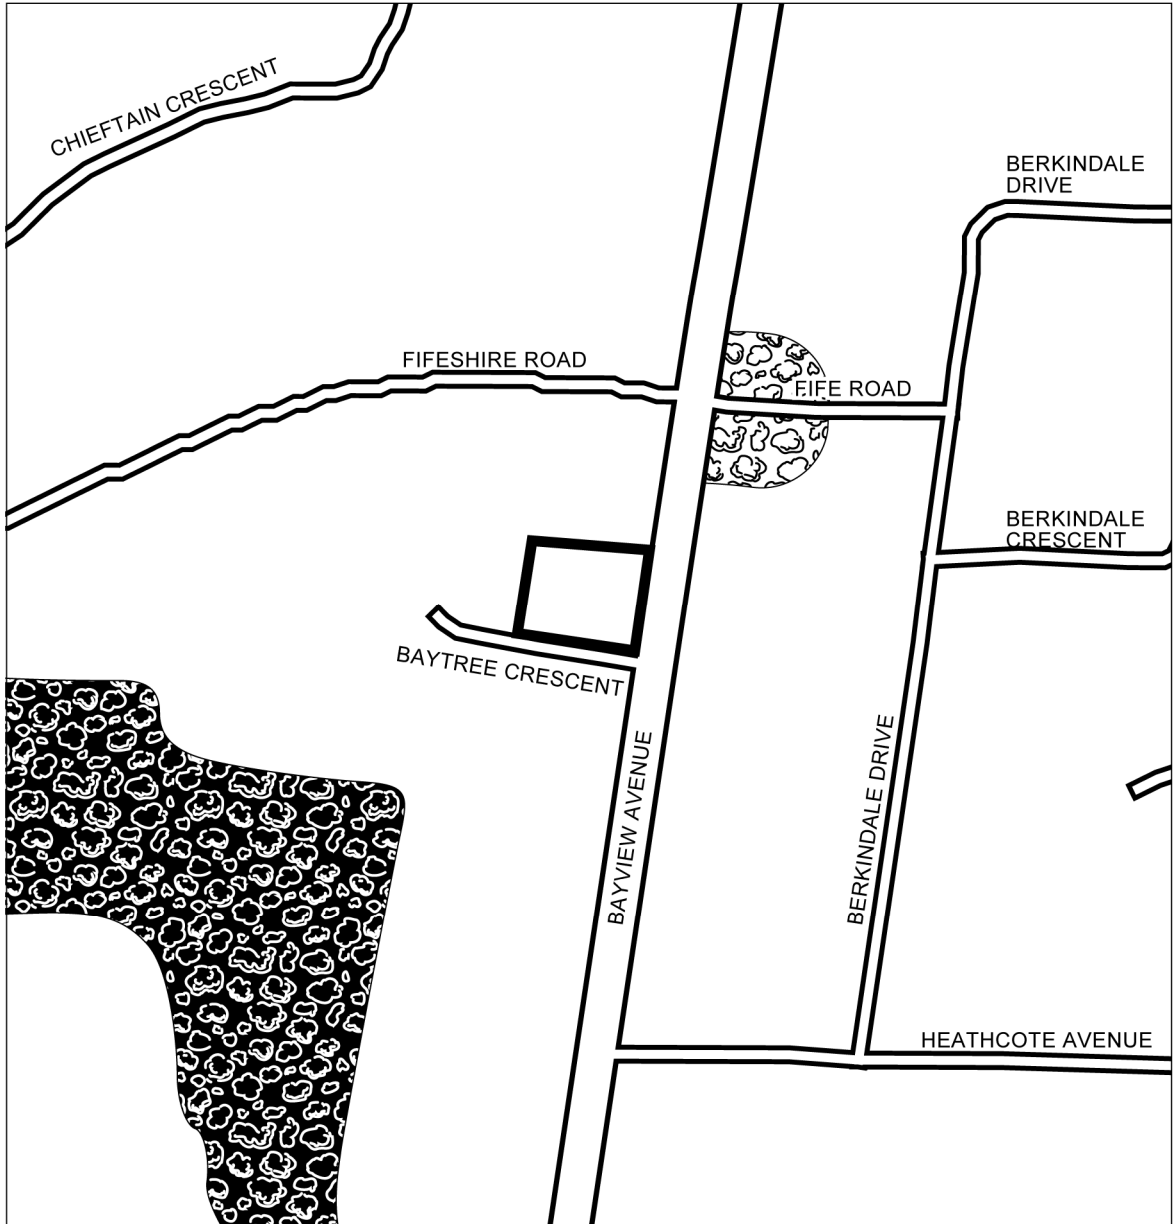 CHIEFTAIN CRESCENT
BERKINDALE
DRIVE
FIFESHIRE ROAD
FIFE ROAD
BERKINDALE
CRESCENT
BAYTREE CRESCENT
BAYVIEW AVENUE
BERKINDALE DRIVE
HEATHCOTE AVENUE